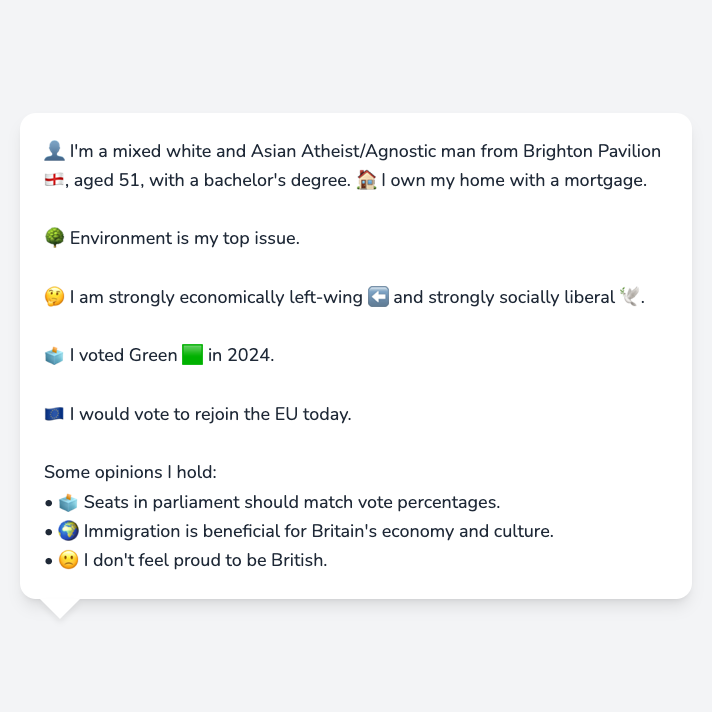 👤 I'm a mixed white and Asian Atheist/Agnostic man from Brighton Pavilion
🏴󠁧󠁢󠁥󠁮󠁧󠁿, aged 51, with a bachelor's degree. 🏠 I own my home with a mortgage.
🌳 Environment is my top issue.
🤔 I am strongly economically left-wing ⬅️ and strongly socially liberal 🕊️.
🗳️ I voted Green 🟩 in 2024.
🇪🇺 I would vote to rejoin the EU today.
Some opinions I hold:
• 🗳️ Seats in parliament should match vote percentages.
• 🌍 Immigration is beneficial for Britain's economy and culture.
• 🙁 I don't feel proud to be British.